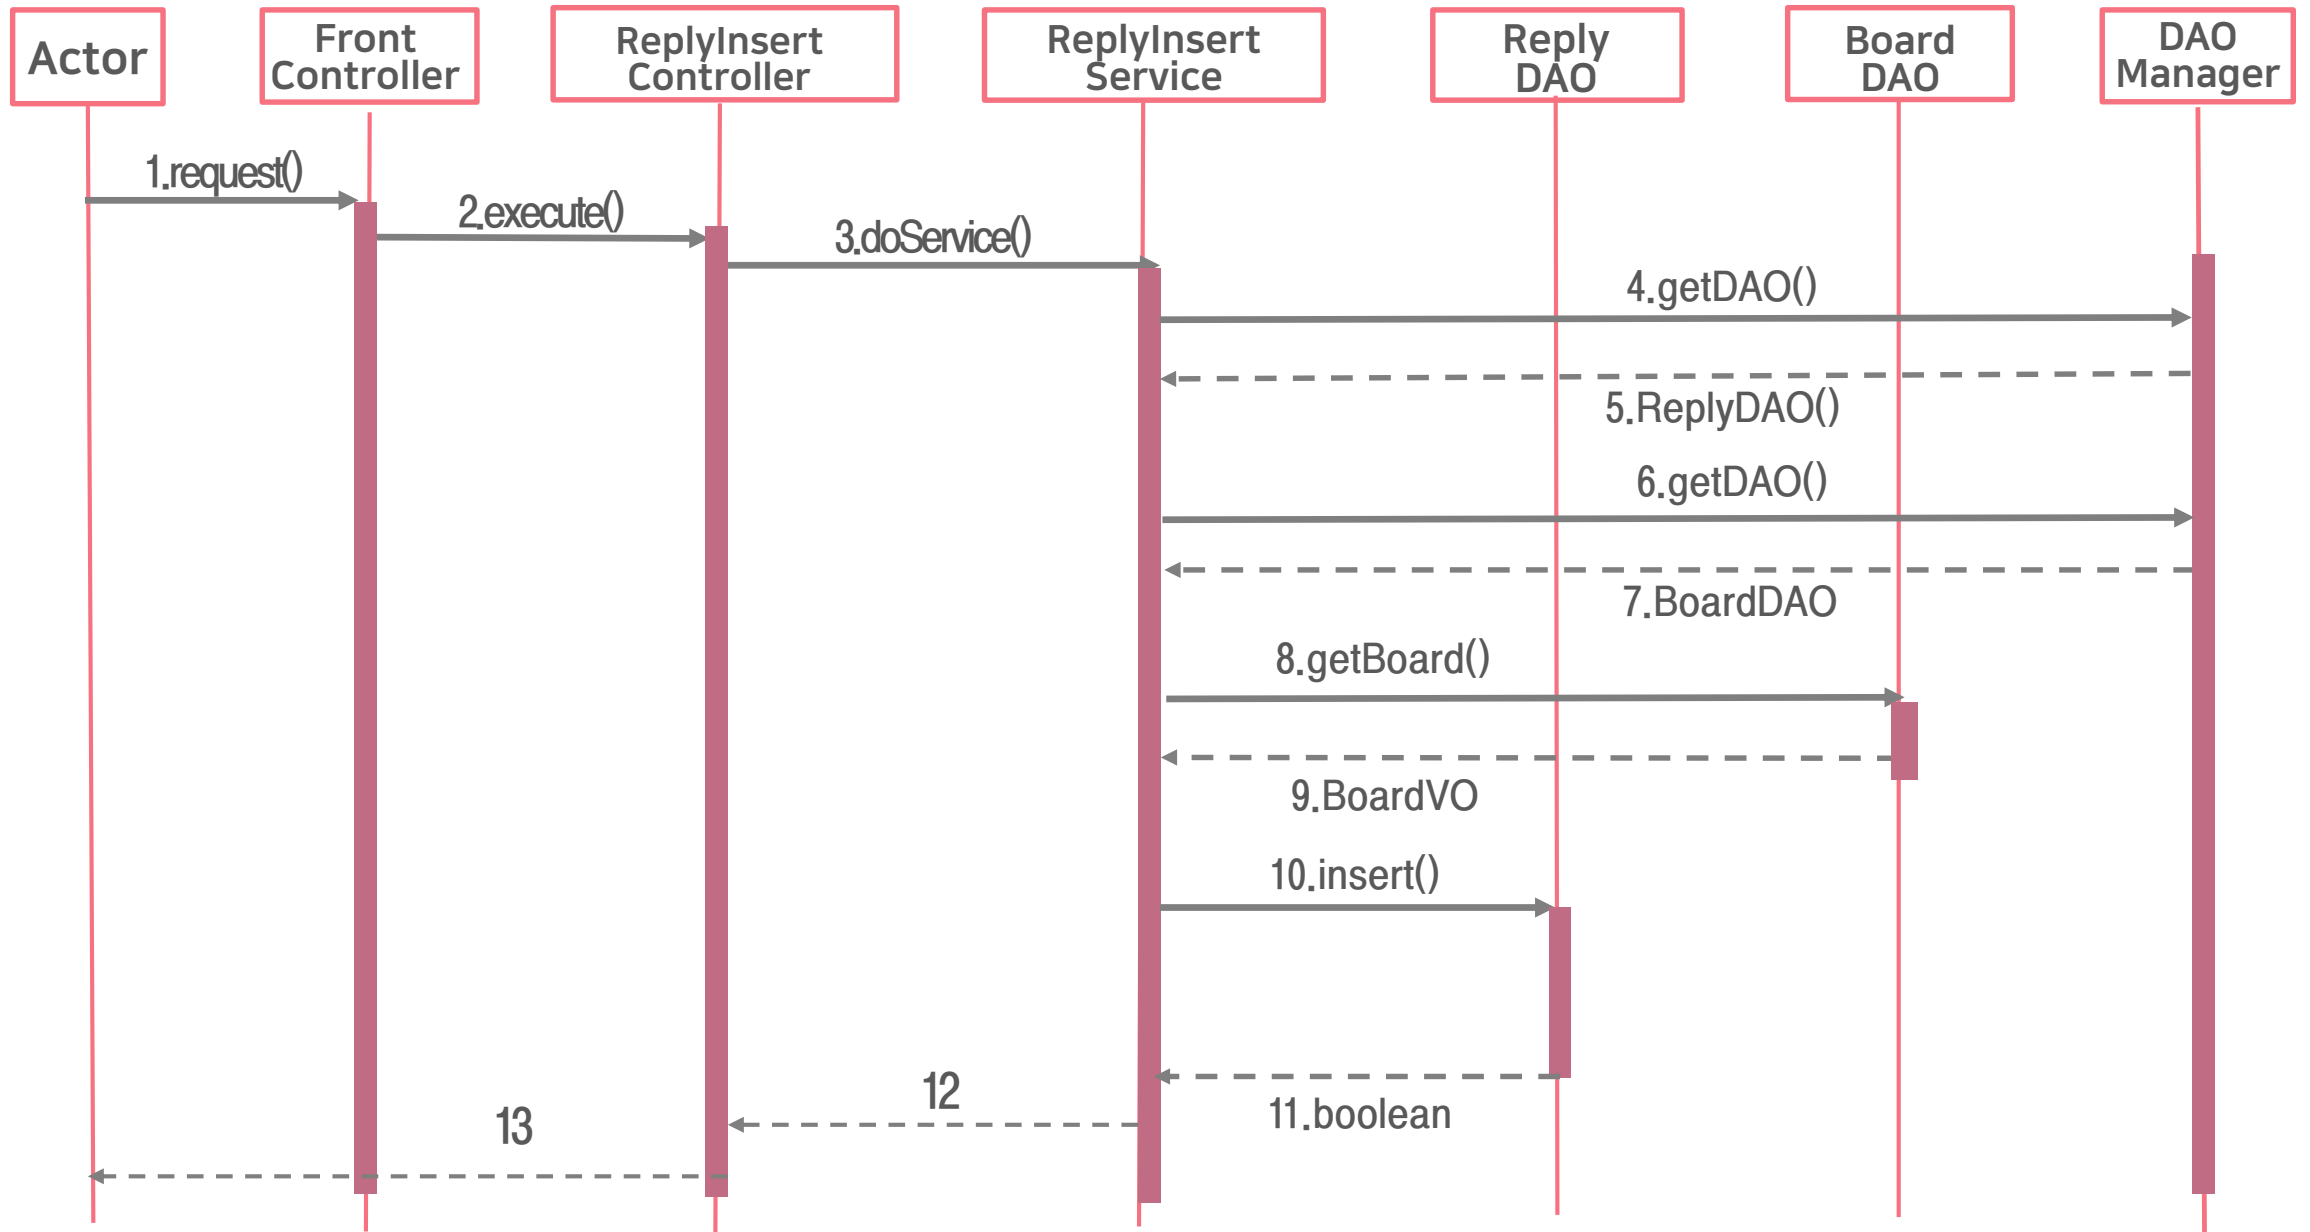 Actor
Front
Controller
ReplyInsert
Controller
ReplyInsert
Service
Reply
DAO
Board
DAO
DAO
Manager
1.request()
2.execute()
3.doService()
4.getDAO()
5.ReplyDAO()
6.getDAO()
7.BoardDAO
8.getBoard()
9.BoardVO
10.insert()
11.boolean
12
13